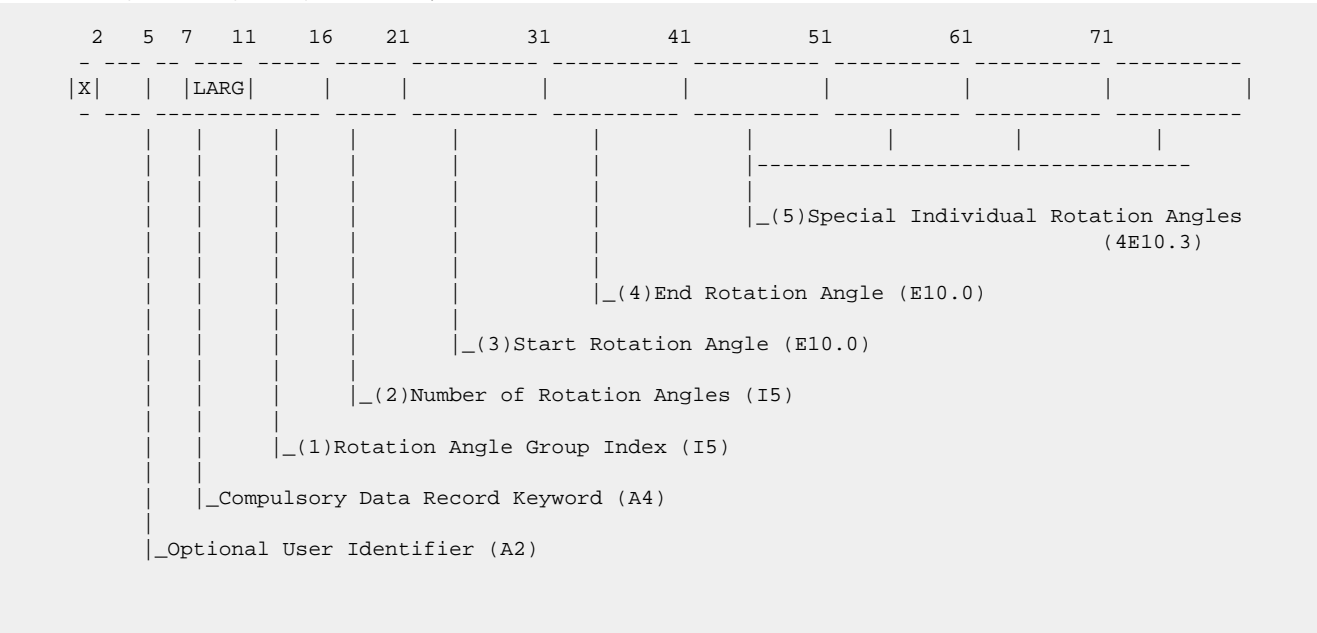 2 5 7 11 16 21 31 41 51 61 71
- --- -- ---- ----- ----- ---------- ---------- ---------- ---------- ---------- ----------
|X| | |LARG| | | | | | | | |
- --- ------------- ----- ---------- ---------- ---------- ---------- ---------- ----------
| | | | | | | | | |
| | | | | | |----------------------------------
| | | | | | |
| | | | | | |_(5)Special Individual Rotation Angles
| | | | | | (4E10.3)
| | | | | |
| | | | | |_(4)End Rotation Angle (E10.0)
| | | | |
| | | | |_(3)Start Rotation Angle (E10.0)
| | | |
| | | |_(2)Number of Rotation Angles (I5)
| | |
| | |_(1)Rotation Angle Group Index (I5)
| |
| |_Compulsory Data Record Keyword (A4)
|
|_Optional User Identifier (A2)